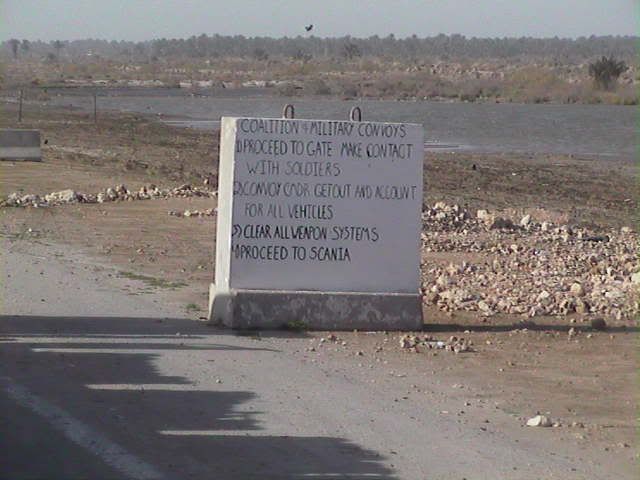 COALITION & MILITARY CONVOYS
1) PROCEED TO GATE MAKE CONTACT
WITH SOLDIERS
2) CONVOY CMDR GET OUT AND ACCOUNT
FOR ALL VEHICLES
3) CLEAR ALL WEAPON SYSTEMS
4) PROCEED TO SCANIA